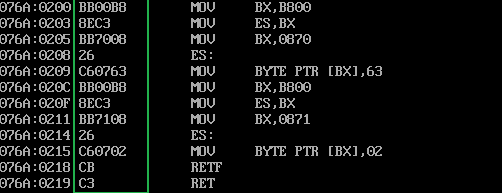 076A:0200 BB00B8 MOV BX,B800
076A:0203 8EC3 MOV ES,BX
076A:0205 BB7008 MOV BX,0870
076A:0208 26 ES:
076A:0209 C60763 MOV BYTE PTR [BX],63
076A:020C BB00B8 MOV BX,B800
076A:020F 8EC3 MOV ES,BX
076A:0211 BB7108 MOV BX,0871
076A:0214 26 ES:
076A:0215 C60702 MOV BYTE PTR [BX],02
076A:0218 CB RETF
076A:0219 C3 RET